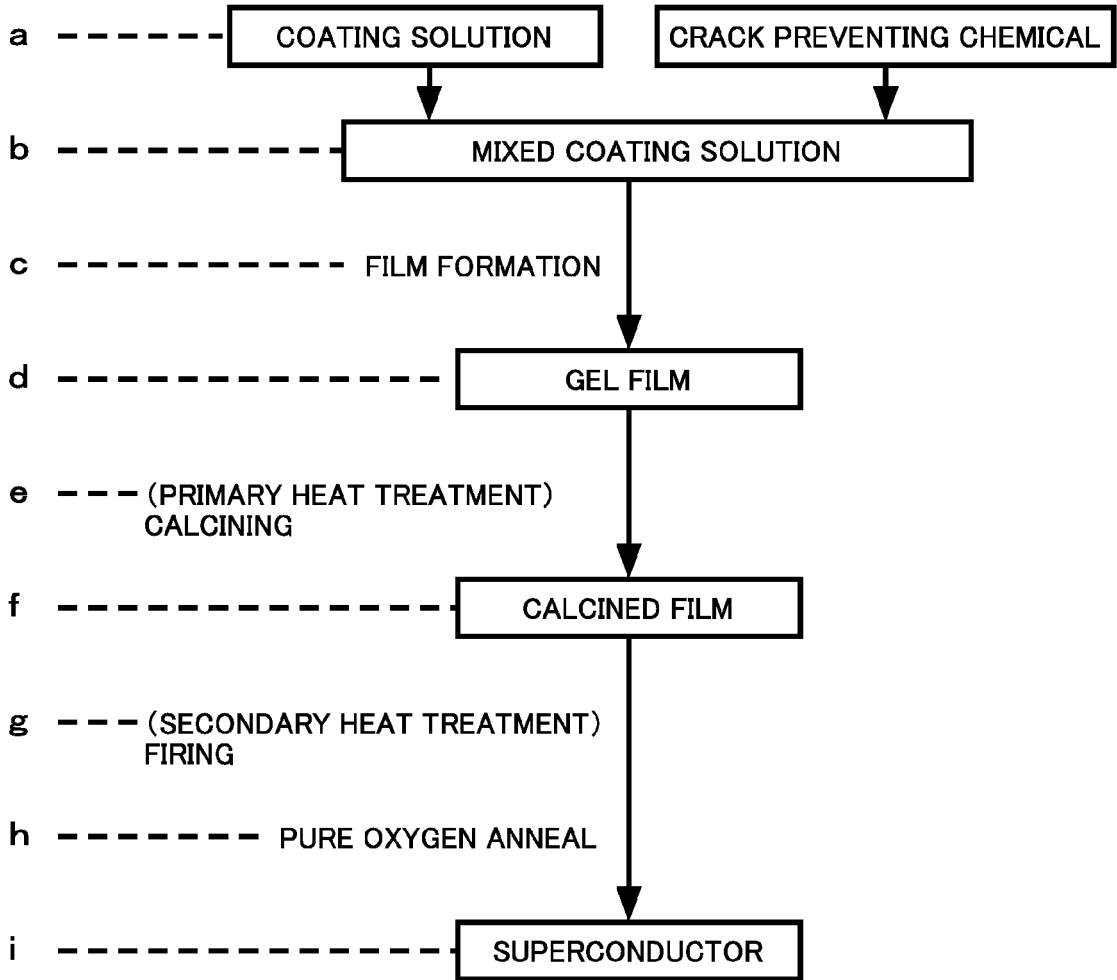 a COATING SOLUTION CRACK PREVENTING CHEMICAL
b MIXED COATING SOLUTION
c FILM FORMATION
d GEL FILM
e (PRIMARY HEAT TREATMENT)
CALCINING
f CALCINED FILM
g (SECONDARY HEAT TREATMENT)
FIRING
h PURE OXYGEN ANNEAL
i SUPERCONDUCTOR